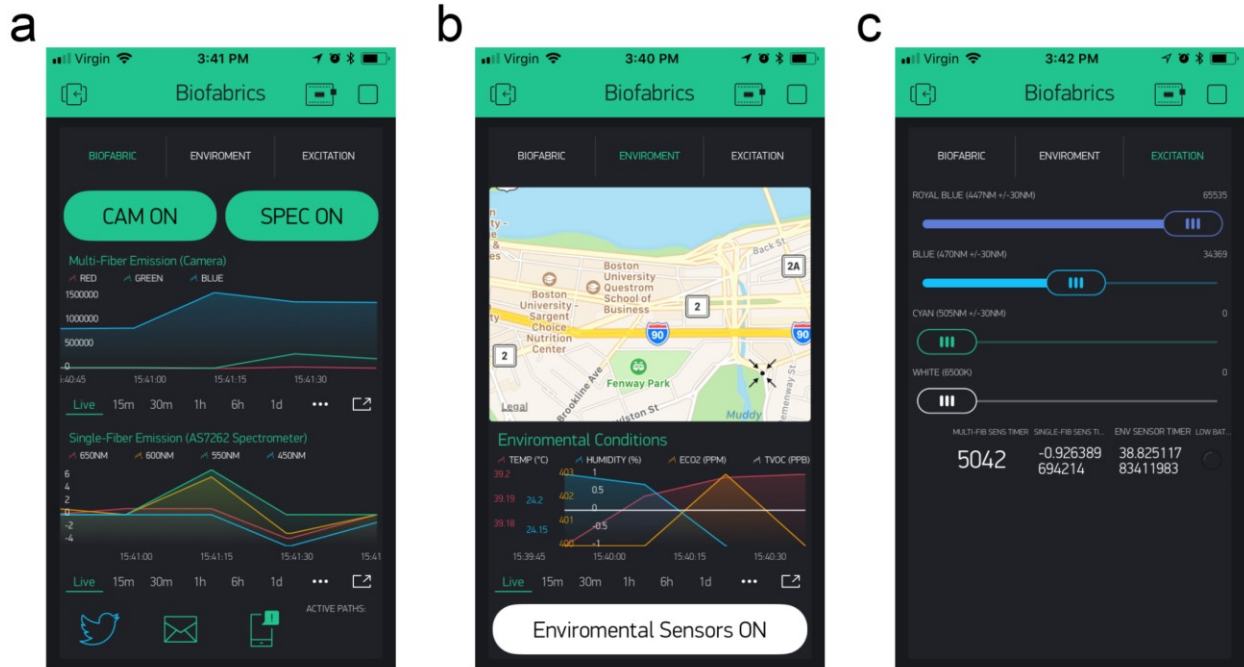 a
Virgin 3:41 PM
Biofabrics
BIOFABRIC ENVIROMENT EXCITATION
CAM ON SPEC ON
Multi-Fiber Emission (Camera)
RED GREEN BLUE
1500000
1000000
500000
0
15:41:00 15:41:15 15:41:30
Live 15m 30m 1h 6h 1d
Single-Fiber Emission (AS7262 Spectrometer)
650NM 600NM 550NM 450NM
6
4
2
0
-2
-4
15:41:00 15:41:15 15:41:30 15:41
Live 15m 30m 1h 6h 1d
ACTIVE PATHS:
b
Virgin 3:40 PM
Biofabrics
BIOFABRIC ENVIROMENT EXCITATION
Back St
2A
Boston University Questrom School of Business
Boston University - Sargent Choice Nutrition Center
2
90
90
2
Fenway Park
Brookline Ave
Legal
Muddy
Enviromental Conditions
TEMP (°C) HUMIDITY (%) ECO2 (PPM) TVOC (PPB)
39.2 403 1
39.19 24.2 402 0.5
0
39.18 24.15 401 -0.5
400 -1
15:39:45 15:40:00 15:40:15 15:40:30
Live 15m 30m 1h 6h 1d
Enviromental Sensors ON
c
Virgin 3:42 PM
Biofabrics
BIOFABRIC ENVIROMENT EXCITATION
ROYAL BLUE (447NM +/-30NM) 65535
BLUE (470NM +/-30NM) 34369
CYAN (505NM +/-30NM) 0
WHITE (6500K) 0
MULTI-FIB SENS TIMER SINGLE-FIB SENS TI... ENV SENSOR TIMER LOW BAT...
5042 -0.926389 38.825117
694214 83411983